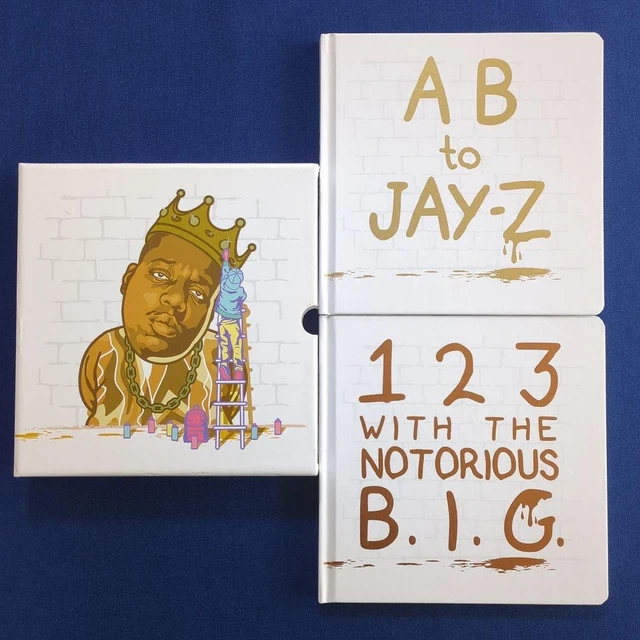 A B
to
JAY-Z
1 2 3
WITH THE
NOTORIOUS
B. I. G.